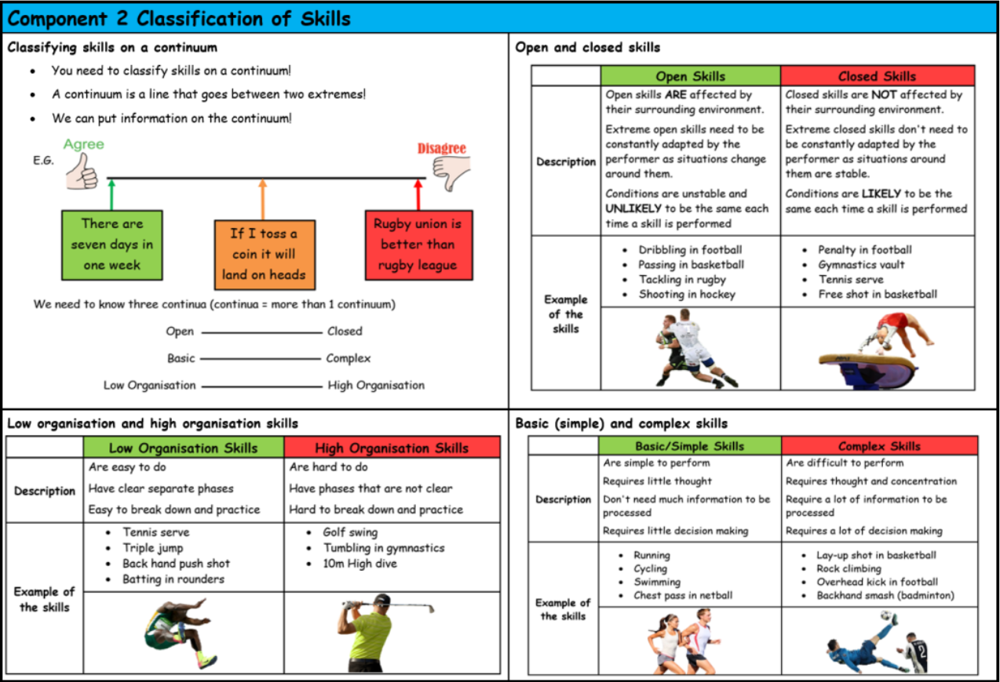 Component 2 Classification of Skills
Classifying skills on a continuum
• You need to classify skills on a continuum!
• A continuum is a line that goes between two extremes!
• We can put information on the continuum!
Agree
Disagree
E.G.
There are
seven days in
one week
If I toss a
coin it will
land on heads
Rugby union is
better than
rugby league
We need to know three continua (continua = more than 1 continuum)
Open Closed
Basic Complex
Low Organisation High Organisation
Open and closed skills
Open Skills
Closed Skills
Description
Open skills ARE affected by
their surrounding environment.
Extreme open skills need to be
constantly adapted by the
performer as situations change
around them.
Conditions are unstable and
UNLIKELY to be the same each
time a skill is performed
Closed skills are NOT affected by
their surrounding environment.
Extreme closed skills don't need to
be constantly adapted by the
performer as situations around
them are stable.
Conditions are LIKELY to be the
same each time a skill is performed
Example
of the
skills
• Dribbling in football
• Passing in basketball
• Tackling in rugby
• Shooting in hockey
• Penalty in football
• Gymnastics vault
• Tennis serve
• Free shot in basketball
Low organisation and high organisation skills
Low Organisation Skills
High Organisation Skills
Description
Are easy to do
Have clear separate phases
Easy to break down and practice
Are hard to do
Have phases that are not clear
Hard to break down and practice
Example of
the skills
• Tennis serve
• Triple jump
• Back hand push shot
• Batting in rounders
• Golf swing
• Tumbling in gymnastics
• 10m High dive
Basic (simple) and complex skills
Basic/Simple Skills
Complex Skills
Description
Are simple to perform
Requires little thought
Don't need much information to be
processed
Requires little decision making
Are difficult to perform
Requires thought and concentration
Require a lot of information to be
processed
Requires a lot of decision making
Example of
the skills
• Running
• Cycling
• Swimming
• Chest pass in netball
• Lay-up shot in basketball
• Rock climbing
• Overhead kick in football
• Backhand smash (badminton)
2